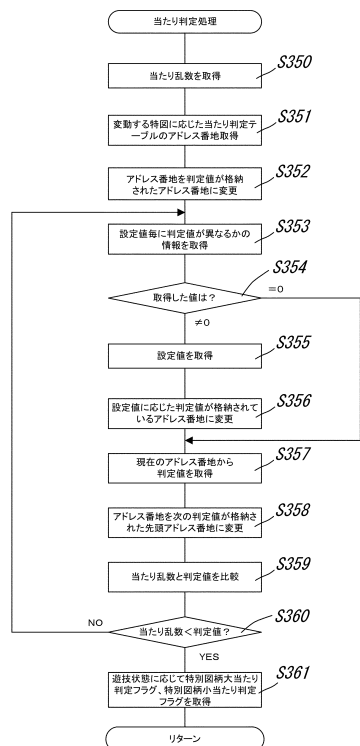 当たり判定処理
S350
当たり乱数を取得
S351
変動する特図に応じた当たり判定テ
ーブルのアドレス番地取得
S352
アドレス番地を判定値が格納
されたアドレス番地に変更
S353
設定値毎に判定値が異なるかの
情報を取得
S354
取得した値は？
＝0
≠0
S355
設定値を取得
S356
設定値に応じた判定値が格納されて
いるアドレス番地に変更
S357
現在のアドレス番地から
判定値を取得
S358
アドレス番地を次の判定値が格納さ
れた先頭アドレス番地に変更
S359
当たり乱数と判定値を比較
S360
NO
当たり乱数＜判定値？
YES
S361
遊技状態に応じて特別図柄大当たり
判定フラグ、特別図柄小当たり判定
フラグを取得
リターン